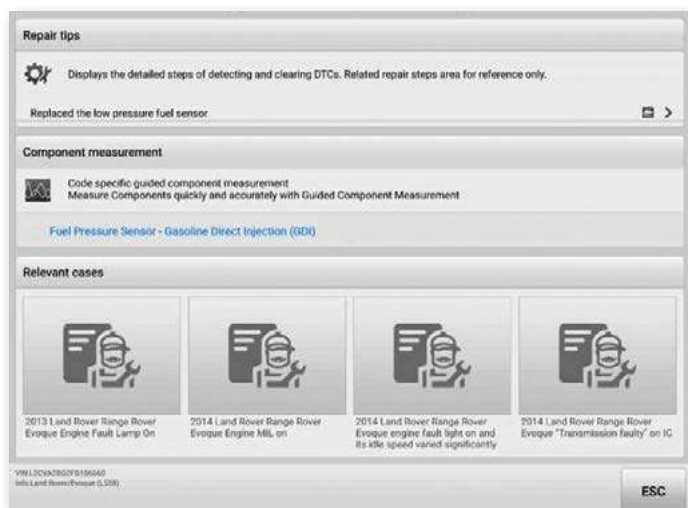 Repair tips
Displays the detailed steps of detecting and clearing DTCs. Related repair steps area for reference only.
Replaced the low pressure fuel sensor
Component measurement
Code specific guided component measurement
Measure Components quickly and accurately with Guided Component Measurement
Fuel Pressure Sensor - Gasoline Direct Injection (GDI)
Relevant cases
2013 Land Rover Range Rover
Evoque Engine Fault Lamp On
2014 Land Rover Range Rover
Evoque Engine MIL on
2014 Land Rover Range Rover
Evoque engine fault light on and
its idle speed varied significantly
2014 Land Rover Range Rover
Evoque "Transmission faulty" on IC
Info:Land Rover/Evoque
ESC